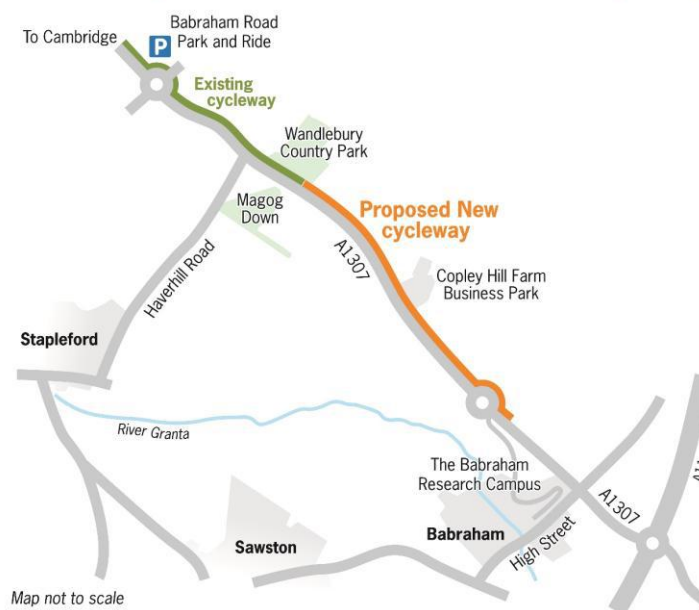 To Cambridge
P
Babraham Road
Park and Ride
Existing
cycleway
Wandlebury
Country Park
Magog
Down
Proposed New
cycleway
A1307
Haverhill Road
Copley Hill Farm
Business Park
Stapleford
River Granta
The Babraham
Research Campus
A1307
Babraham
High Street
Sawston
Map not to scale